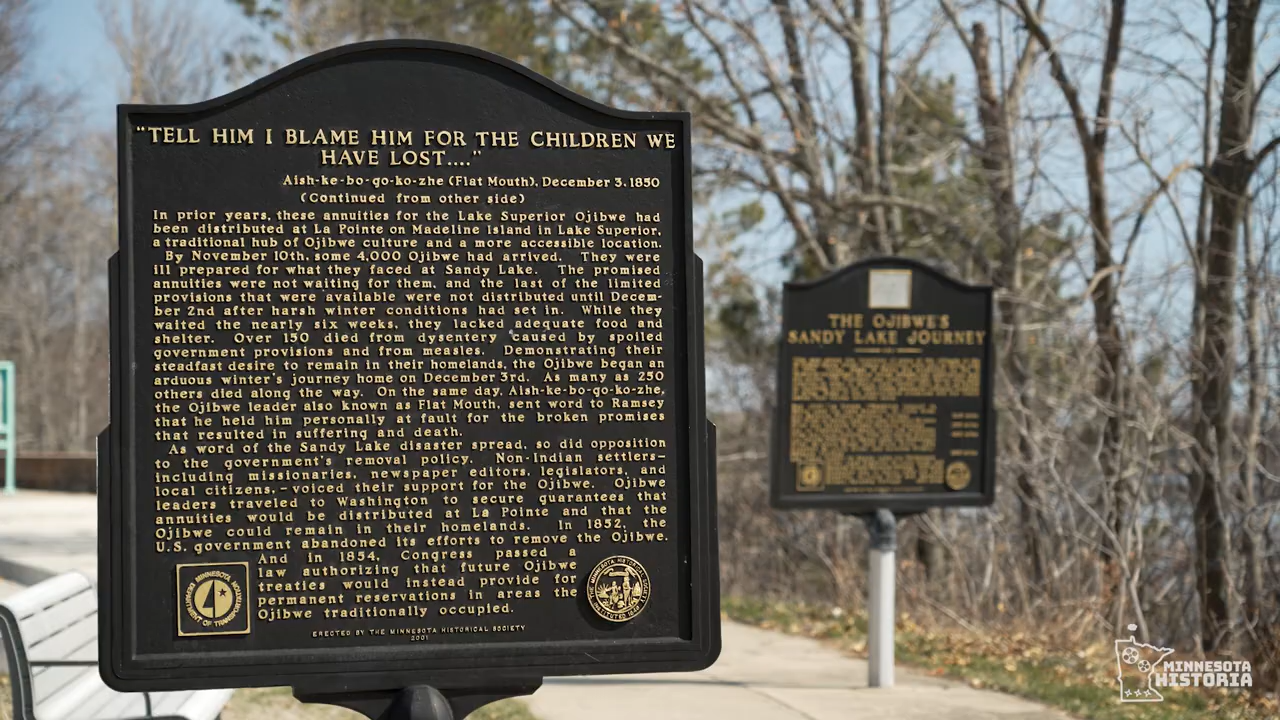 “TELL HIM I BLAME HIM FOR THE CHILDREN WE
HAVE LOST....”
Aish-ke-bo-go-ko-zhe (Flat Mouth), December 3, 1850
(Continued from other side)
In prior years, these annuities for the Lake Superior Ojibwe had
been distributed at La Pointe on Madeline Island in Lake Superior,
a traditional hub of Ojibwe culture and a more accessible location.
By November 10th, some 4,000 Ojibwe had arrived. They were
ill prepared for what they faced at Sandy Lake. The promised
annuities were not waiting for them, and the last of the limited
provisions that were available were not distributed until Decem-
ber 2nd after harsh winter conditions had set in. While they
waited the nearly six weeks, they lacked adequate food and
shelter. Over 150 died from dysentery caused by spoiled
government provisions and from measles. Demonstrating their
steadfast desire to remain in their homelands, the Ojibwe began an
arduous winter's journey home on December 3rd. As many as 250
others died along the way. On the same day, Aish-ke-bo-go-ko-zhe,
the Ojibwe leader also known as Flat Mouth, sent word to Ramsey
that he held him personally at fault for the broken promises
that resulted in suffering and death.
As word of the Sandy Lake disaster spread, so did opposition
to the government's removal policy. Non-Indian settlers—
including missionaries, newspaper editors, legislators, and
local citizens,—voiced their support for the Ojibwe. Ojibwe
leaders traveled to Washington to secure guarantees that
annuities would be distributed at La Pointe and that the
Ojibwe could remain in their homelands. In 1852, the
U.S. government abandoned its efforts to remove the Ojibwe.
And in 1854, Congress passed a
law authorizing that future Ojibwe
treaties would instead provide for
permanent reservations in areas the
Ojibwe traditionally occupied.
MINNESOTA
DEPARTMENT OF TRANSPORTATION
MINNESOTA HISTORICAL SOCIETY
INSTITUTED 1849
ERECTED BY THE MINNESOTA HISTORICAL SOCIETY
2001
THE OJIBWE'S
SANDY LAKE JOURNEY
MINNESOTA
HISTORIA